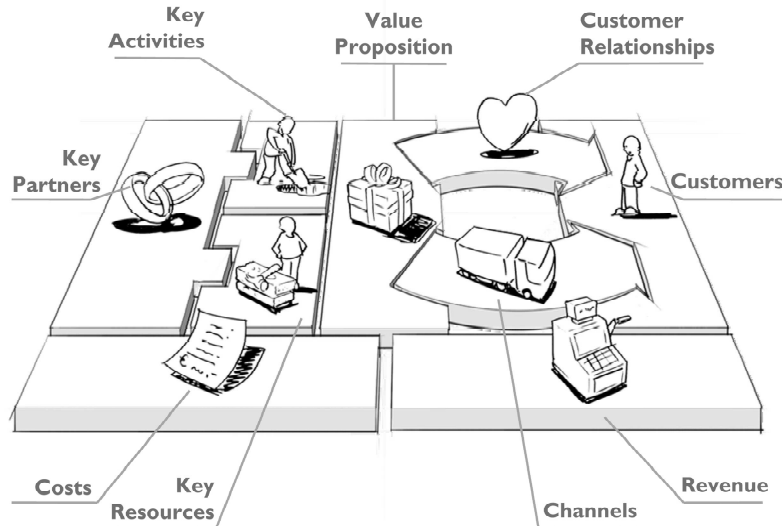 Key
Activities
Value
Proposition
Customer
Relationships
Key
Partners
Customers
Costs
Key
Resources
Channels
Revenue